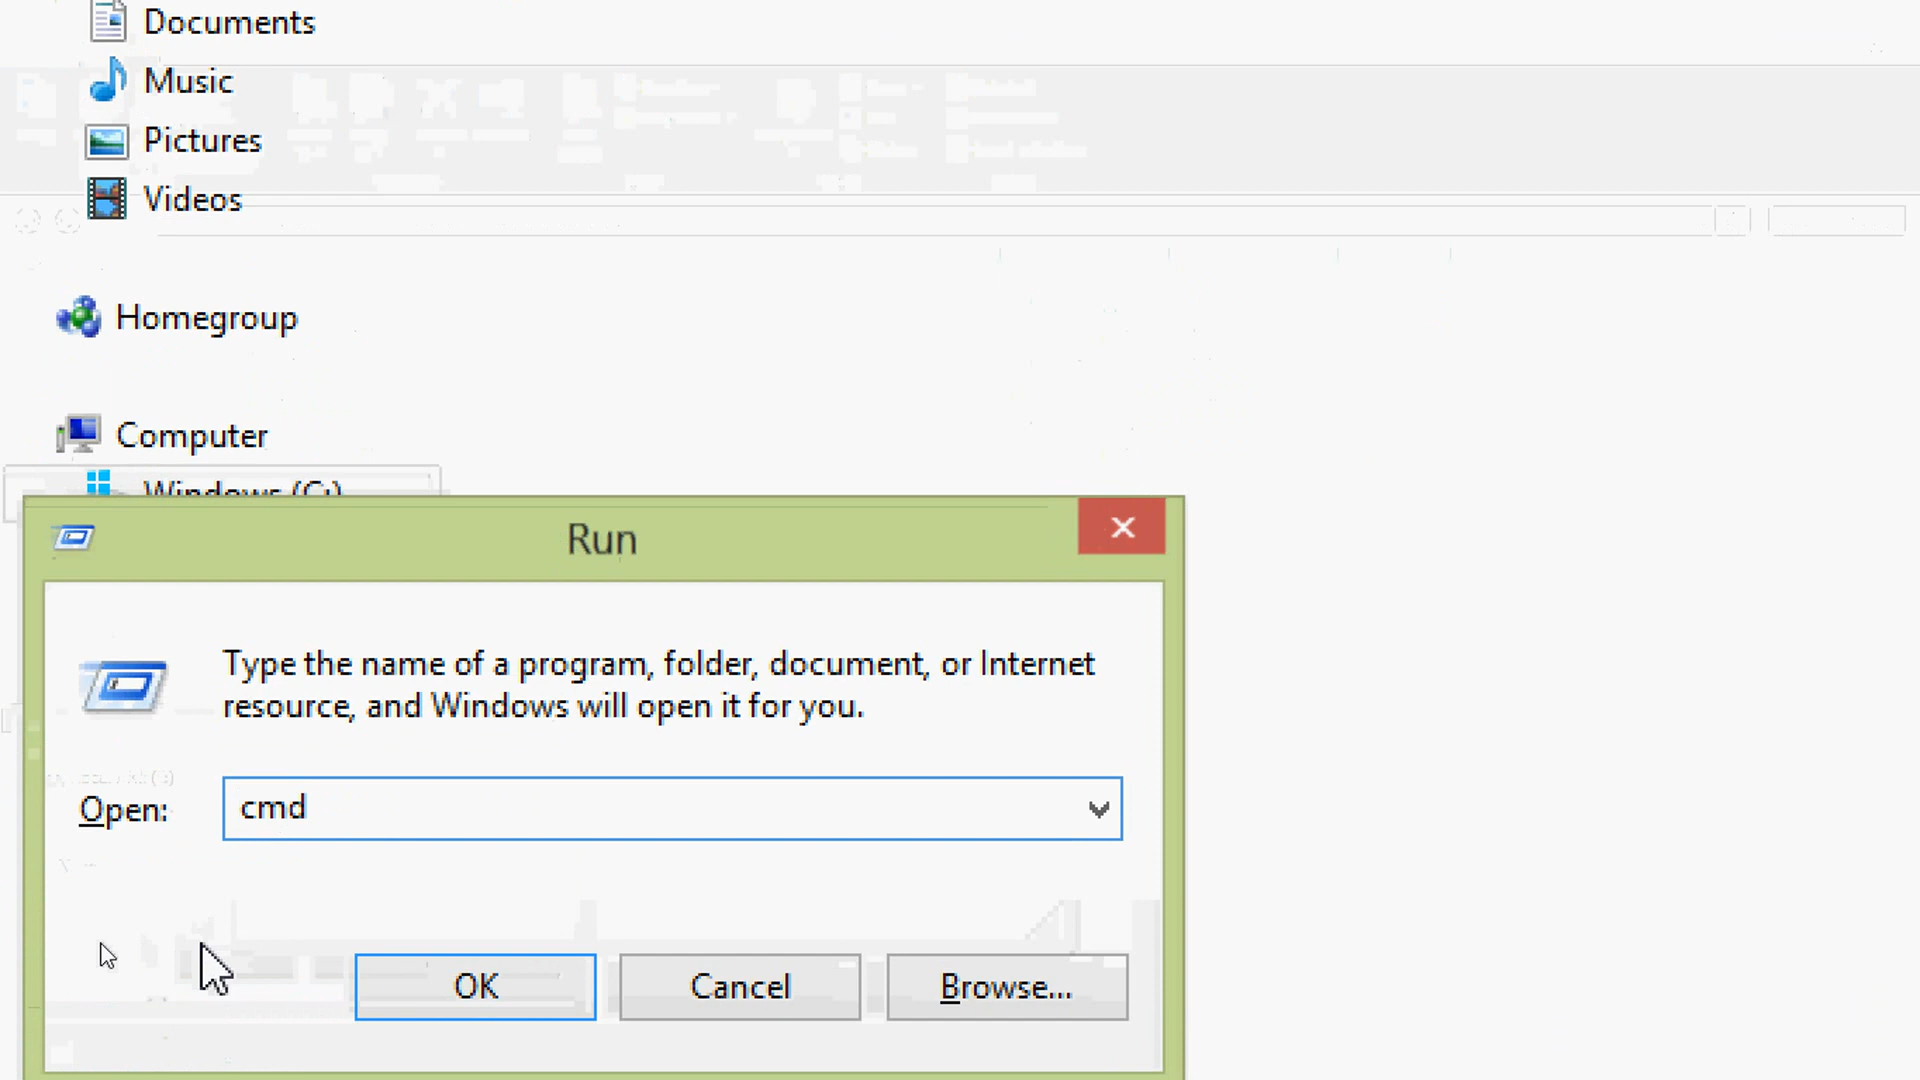 Documents
Music
Pictures
Videos
Homegroup
Computer
Windows (C:)
Run
Type the name of a program, folder, document, or Internet
resource, and Windows will open it for you.
Open:
cmd
OK
Cancel
Browse...